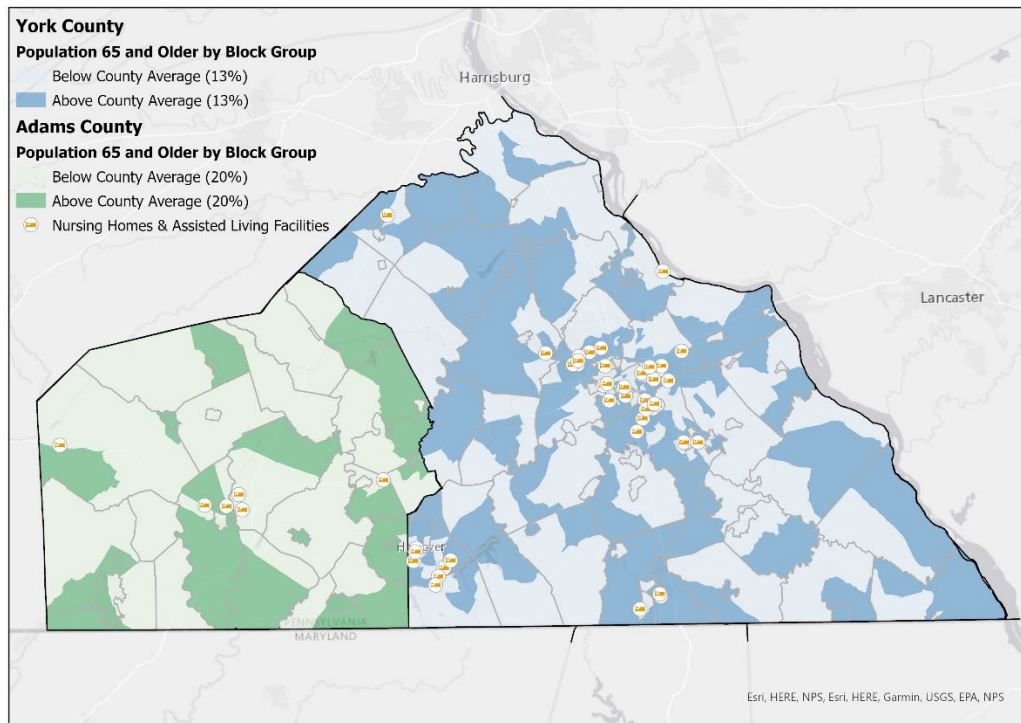 York County
Population 65 and Older by Block Group
Below County Average (13%)
Above County Average (13%)
Adams County
Population 65 and Older by Block Group
Below County Average (20%)
Above County Average (20%)
Nursing Homes & Assisted Living Facilities
Harrisburg
Lancaster
PENNSYLVANIA
MARYLAND
Esri, HERE, NPS, Esri, HERE, Garmin, USGS, EPA, NPS